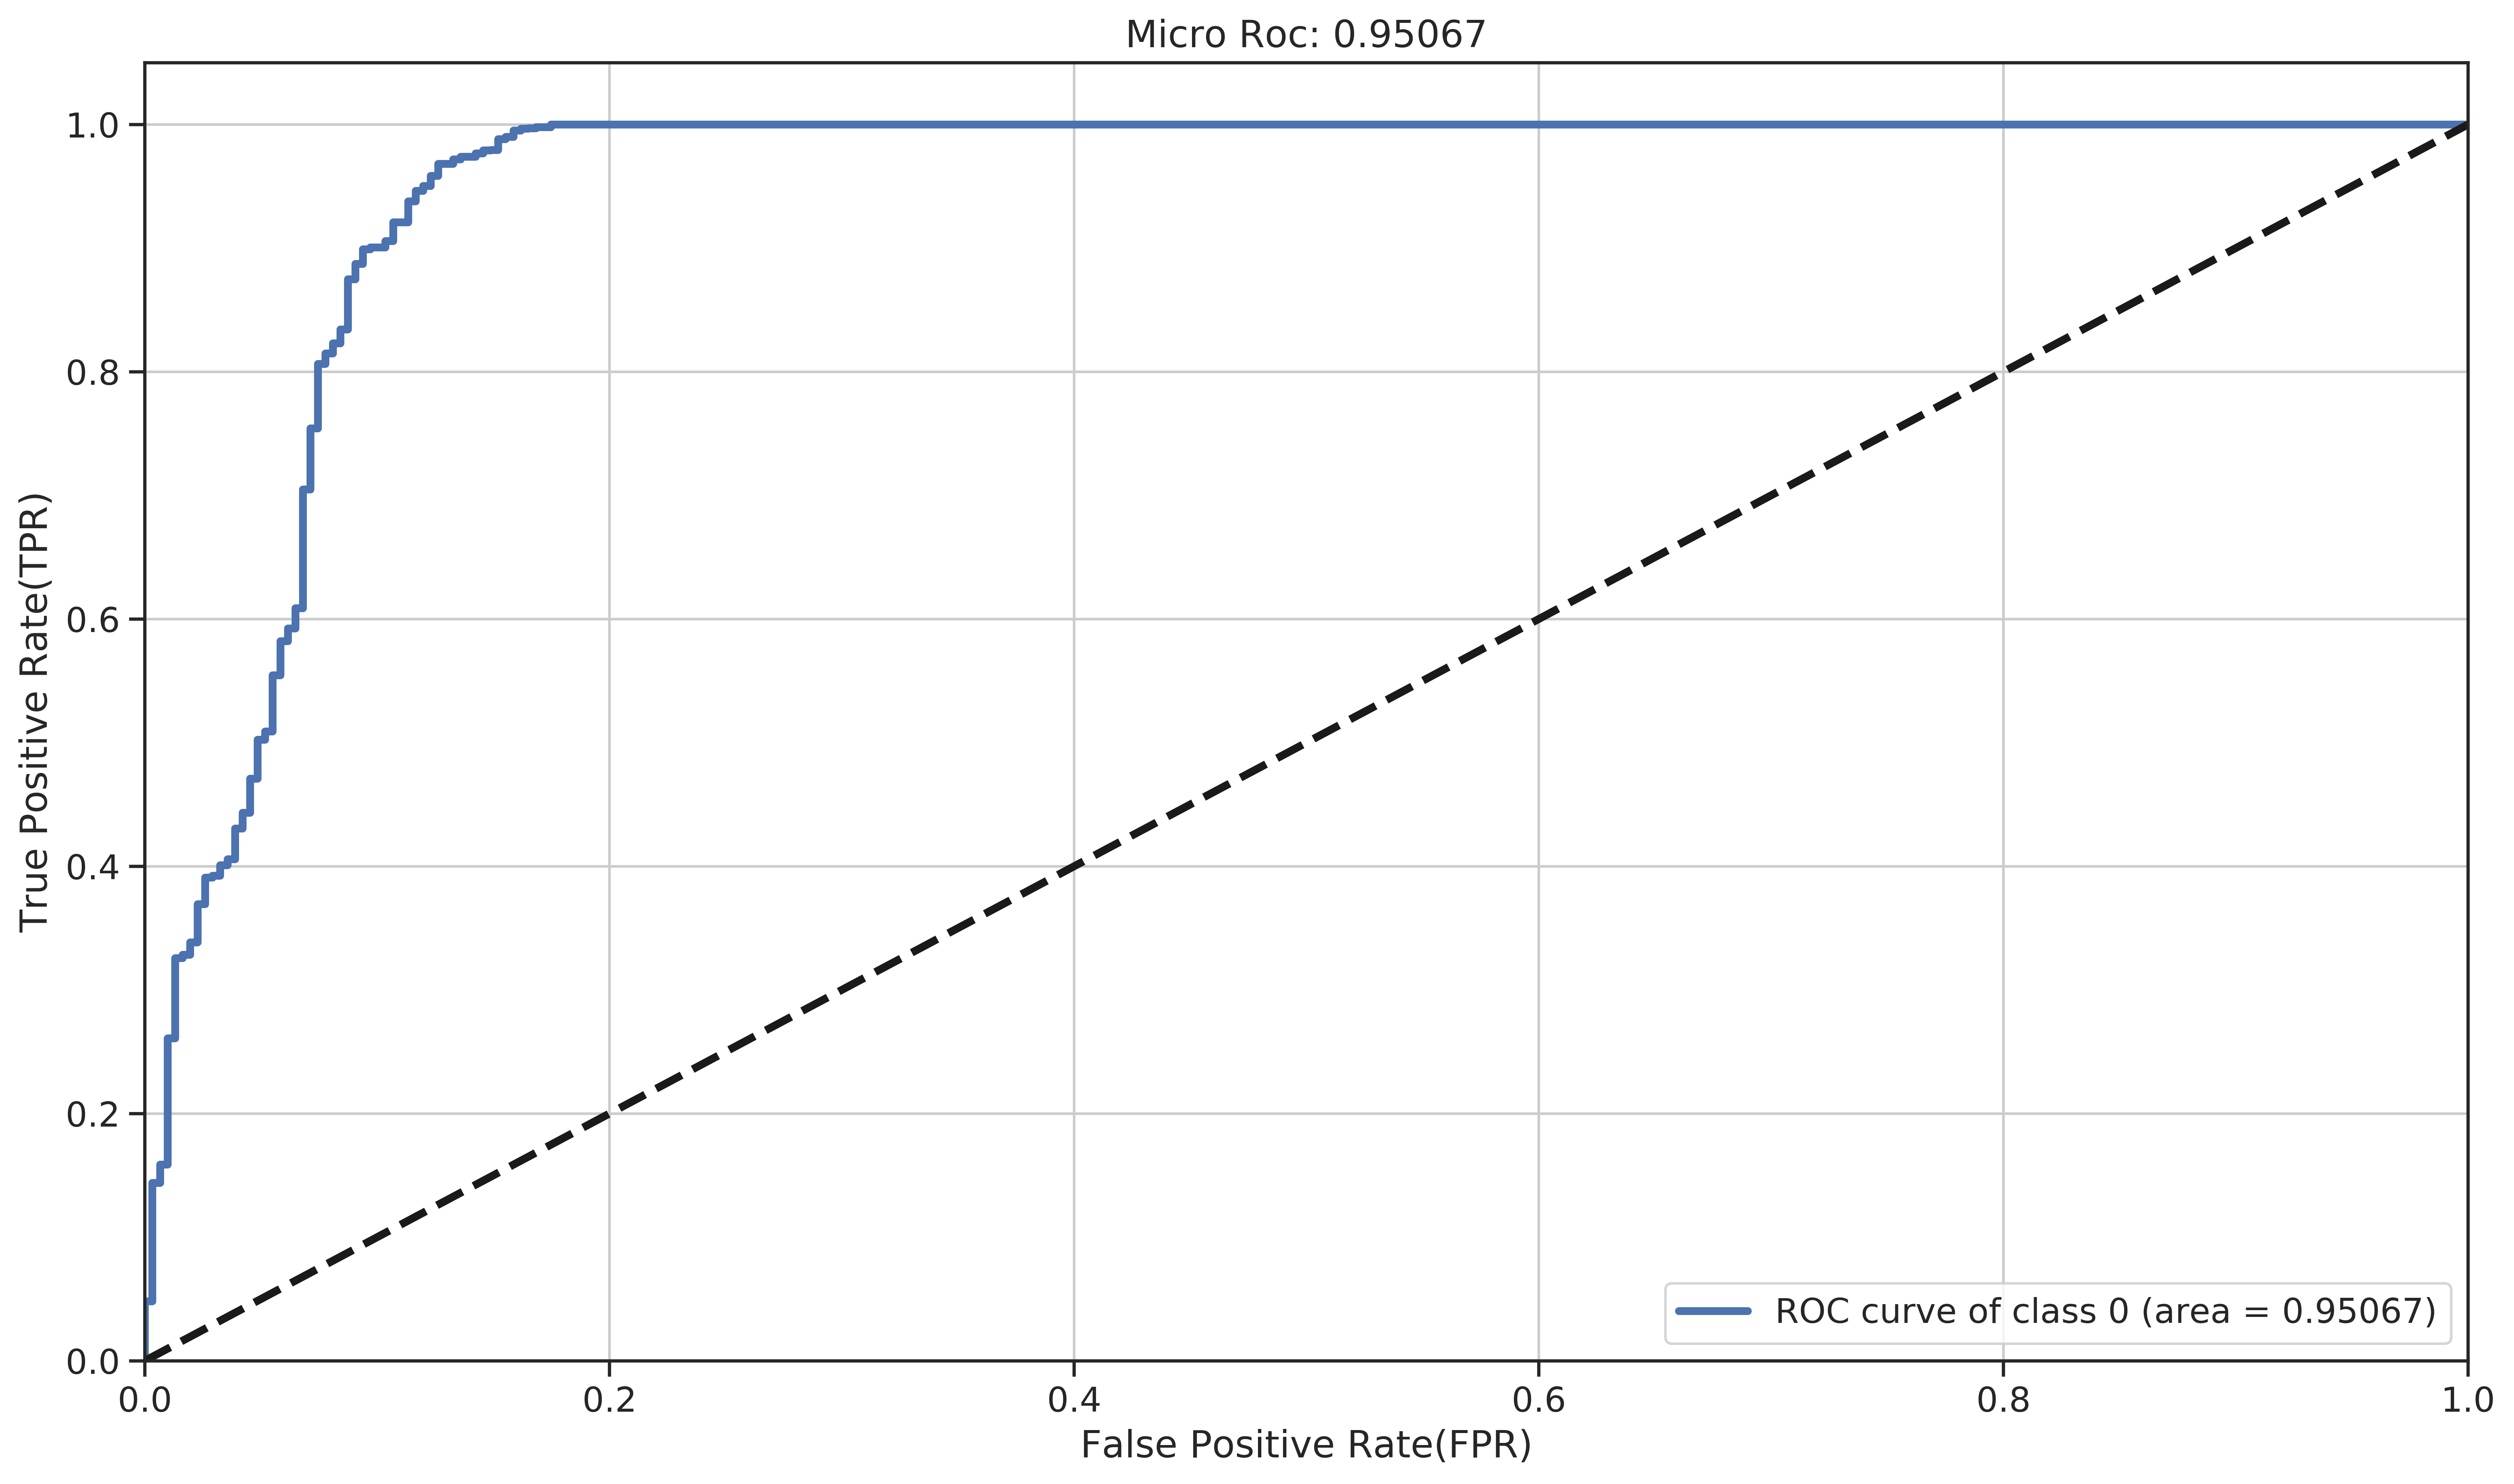 Micro Roc: 0.95067
True Positive Rate(TPR)
1.0
0.8
0.6
0.4
0.2
0.0
ROC curve of class 0 (area = 0.95067)
0.0 0.2 0.4 0.6 0.8 1.0
False Positive Rate(FPR)